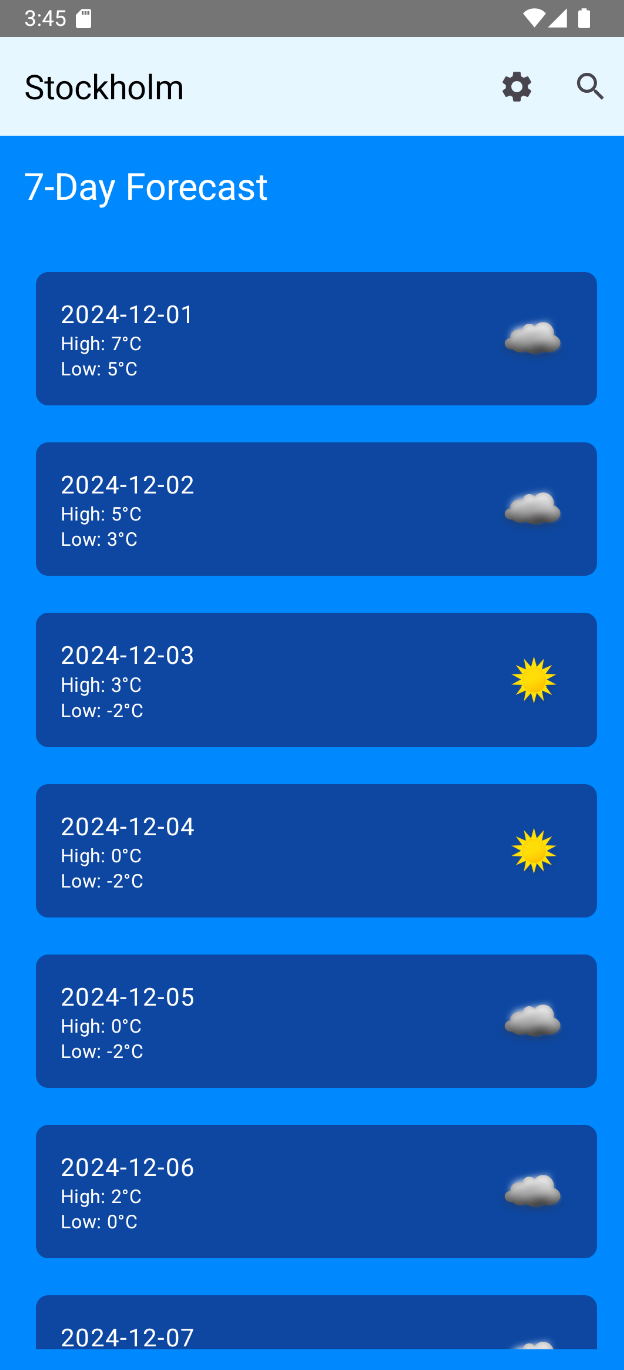 3:45
Stockholm
7-Day Forecast
2024-12-01
High: 7°C
Low: 5°C
2024-12-02
High: 5°C
Low: 3°C
2024-12-03
High: 3°C
Low: -2°C
2024-12-04
High: 0°C
Low: -2°C
2024-12-05
High: 0°C
Low: -2°C
2024-12-06
High: 2°C
Low: 0°C
2024-12-07